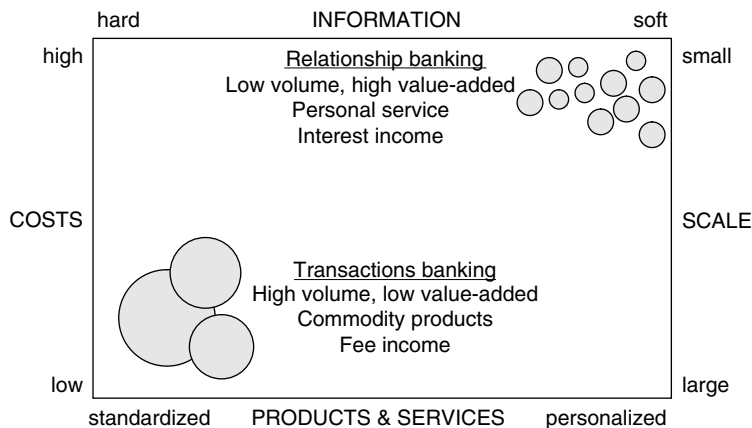 hard INFORMATION soft
high Relationship banking small
Low volume, high value-added
Personal service
Interest income
COSTS SCALE
Transactions banking
High volume, low value-added
Commodity products
Fee income
low large
standardized PRODUCTS & SERVICES personalized